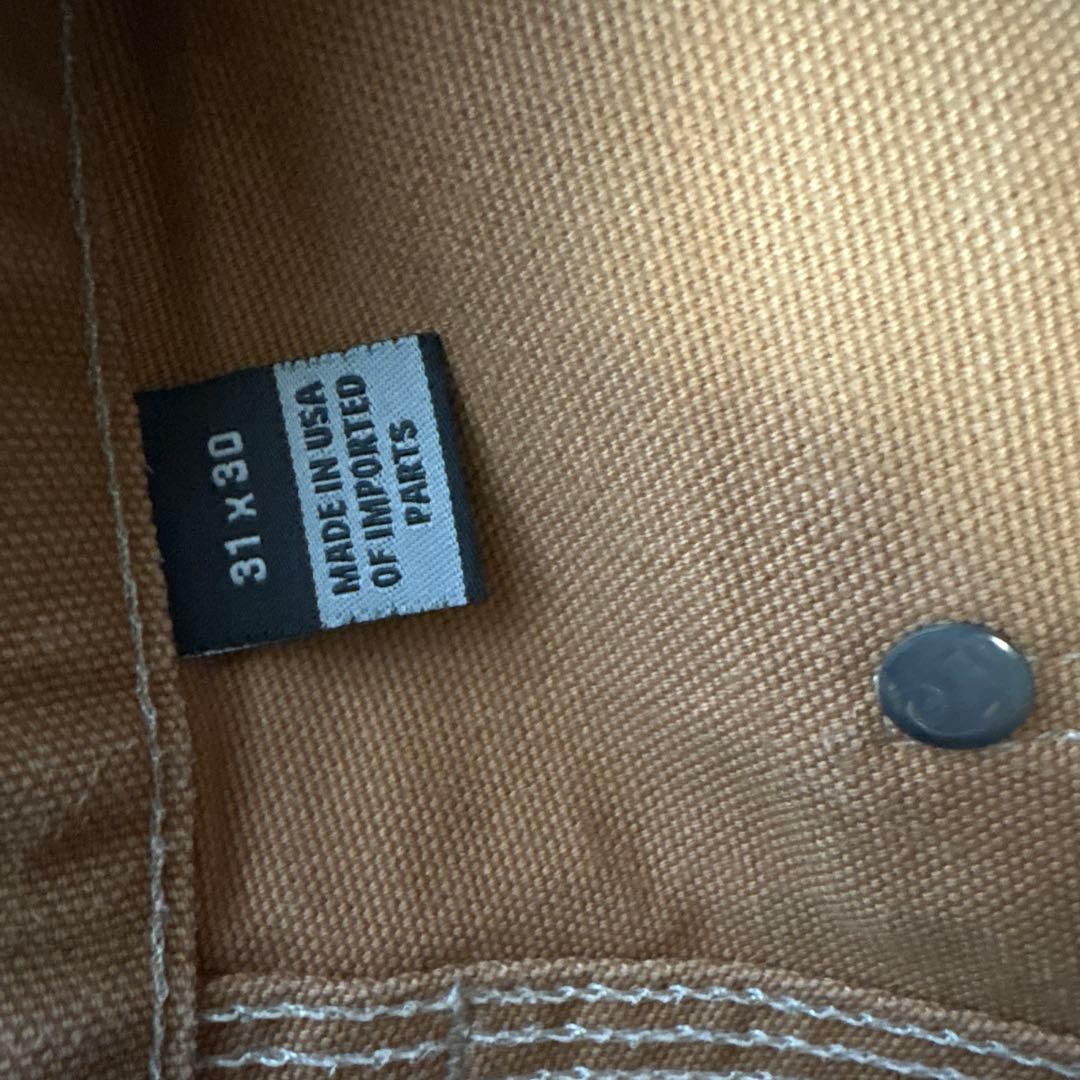 31 X 30
MADE IN USA
OF IMPORTED
PARTS